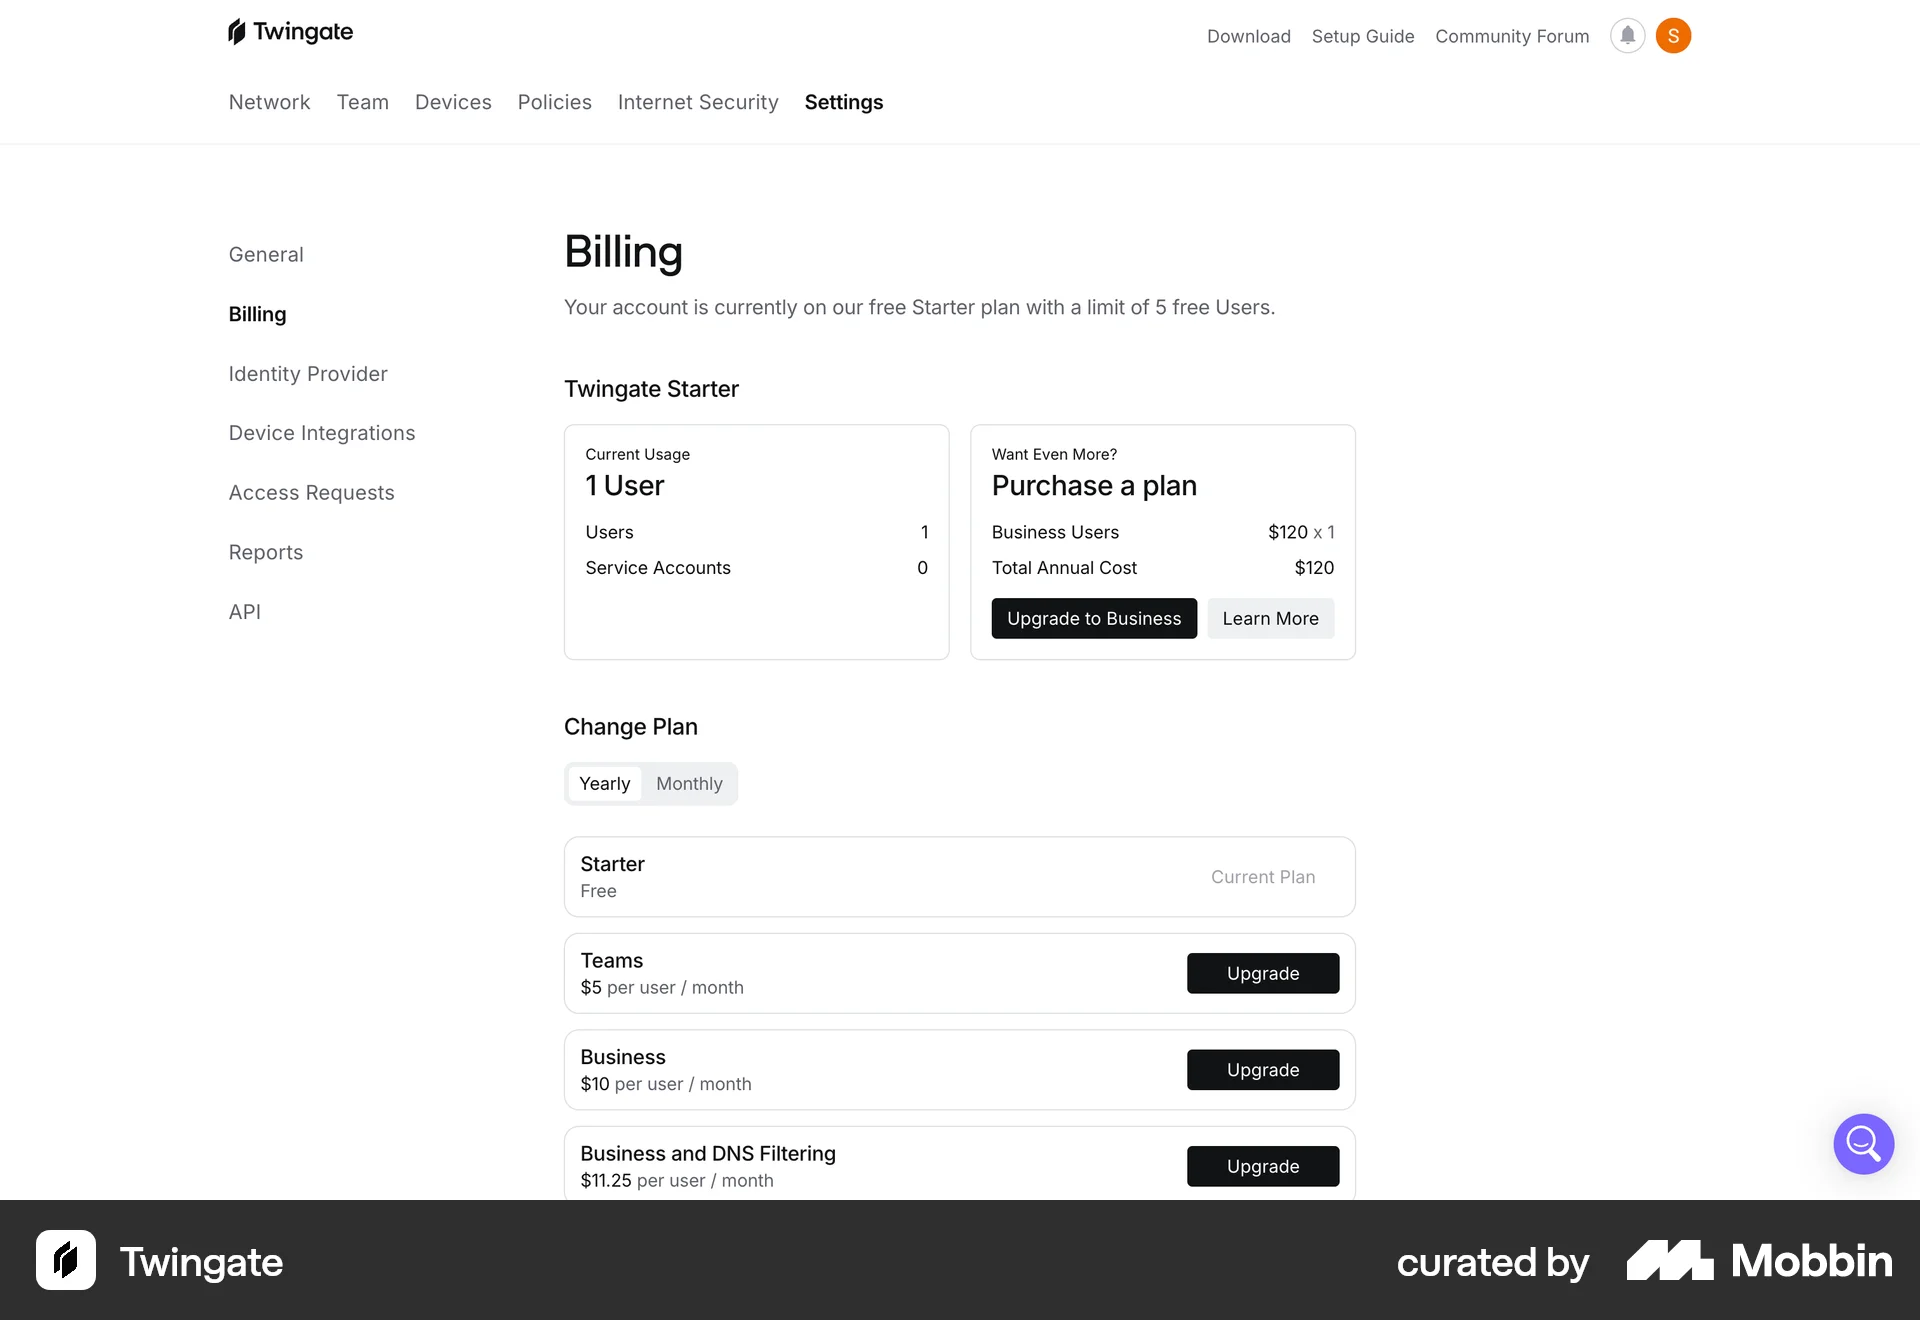 Twingate
Download Setup Guide Community Forum S
Network Team Devices Policies Internet Security Settings
General
Billing
Identity Provider
Device Integrations
Access Requests
Reports
API
Billing
Your account is currently on our free Starter plan with a limit of 5 free Users.
Twingate Starter
Current Usage
1 User
Users 1
Service Accounts 0
Want Even More?
Purchase a plan
Business Users $120 x 1
Total Annual Cost $120
Upgrade to Business Learn More
Change Plan
Yearly Monthly
Starter
Free
Current Plan
Teams
$5 per user / month
Upgrade
Business
$10 per user / month
Upgrade
Business and DNS Filtering
$11.25 per user / month
Upgrade
Twingate
curated by Mobbin